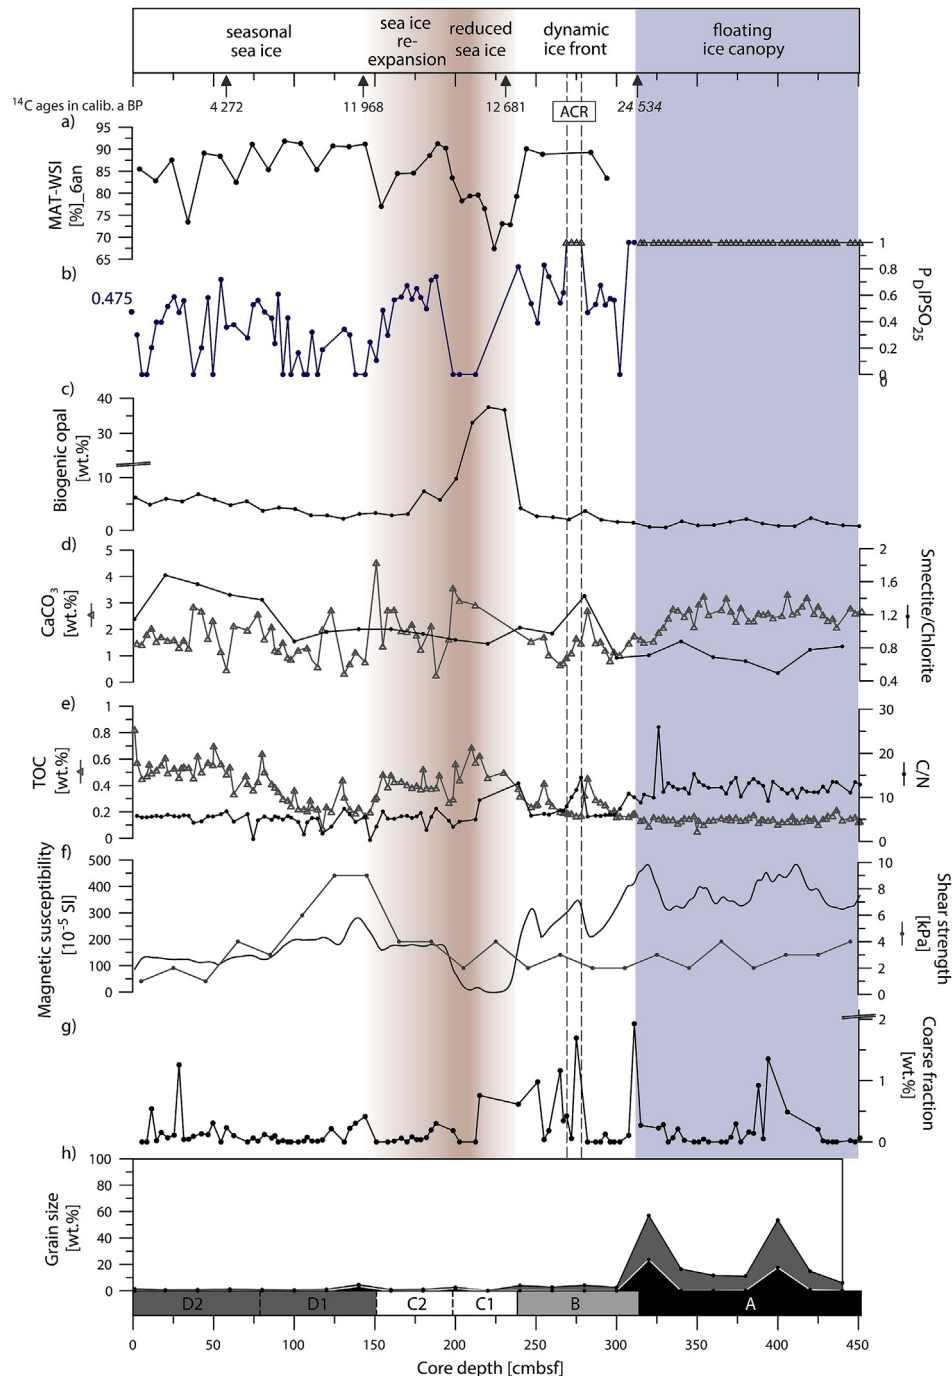 seasonal
sea ice
sea ice
re-
expansion
reduced
sea ice
dynamic
ice front
floating
ice canopy
14C ages in calib. a BP
4 272
11 968
12 681
24 534
ACR
a)
MAT-WSI
[%]_6an
95
90
85
80
75
70
65
b)
0.475
1
0.8
0.6
0.4
0.2
0
0
PDIPSO25
c)
Biogenic opal
[wt.%]
40
30
10
0
d)
CaCO3
[wt.%]
5
4
3
2
1
0
2
1.6
1.2
0.8
0.4
Smectite/Chlorite
e)
TOC
[wt.%]
1
0.8
0.6
0.4
0.2
0
30
20
10
0
C/N
f)
Magnetic susceptibility
[10-5 SI]
500
400
300
200
100
0
10
8
6
4
2
0
Shear strength
[kPa]
g)
2
1
0
Coarse fraction
[wt.%]
h)
Grain size
[wt.%]
100
80
60
40
20
0
D2
D1
C2
C1
B
A
0
50
100
150
200
250
300
350
400
450
Core depth [cmbsf]